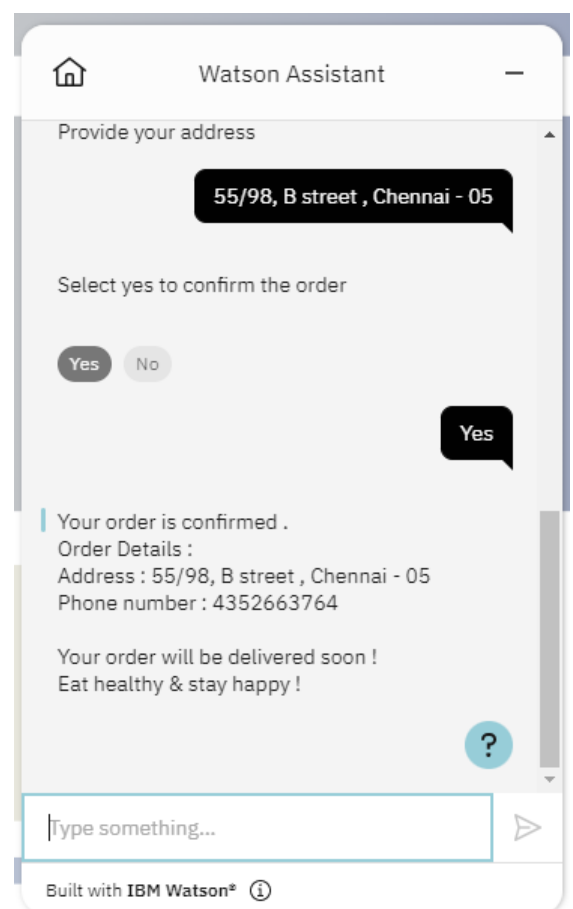 Watson Assistant
Provide your address
55/98, B street , Chennai - 05
Select yes to confirm the order
Yes No
Yes
Your order is confirmed .
Order Details :
Address : 55/98, B street , Chennai - 05
Phone number : 4352663764
Your order will be delivered soon !
Eat healthy & stay happy !
?
Type something...
Built with IBM Watson®